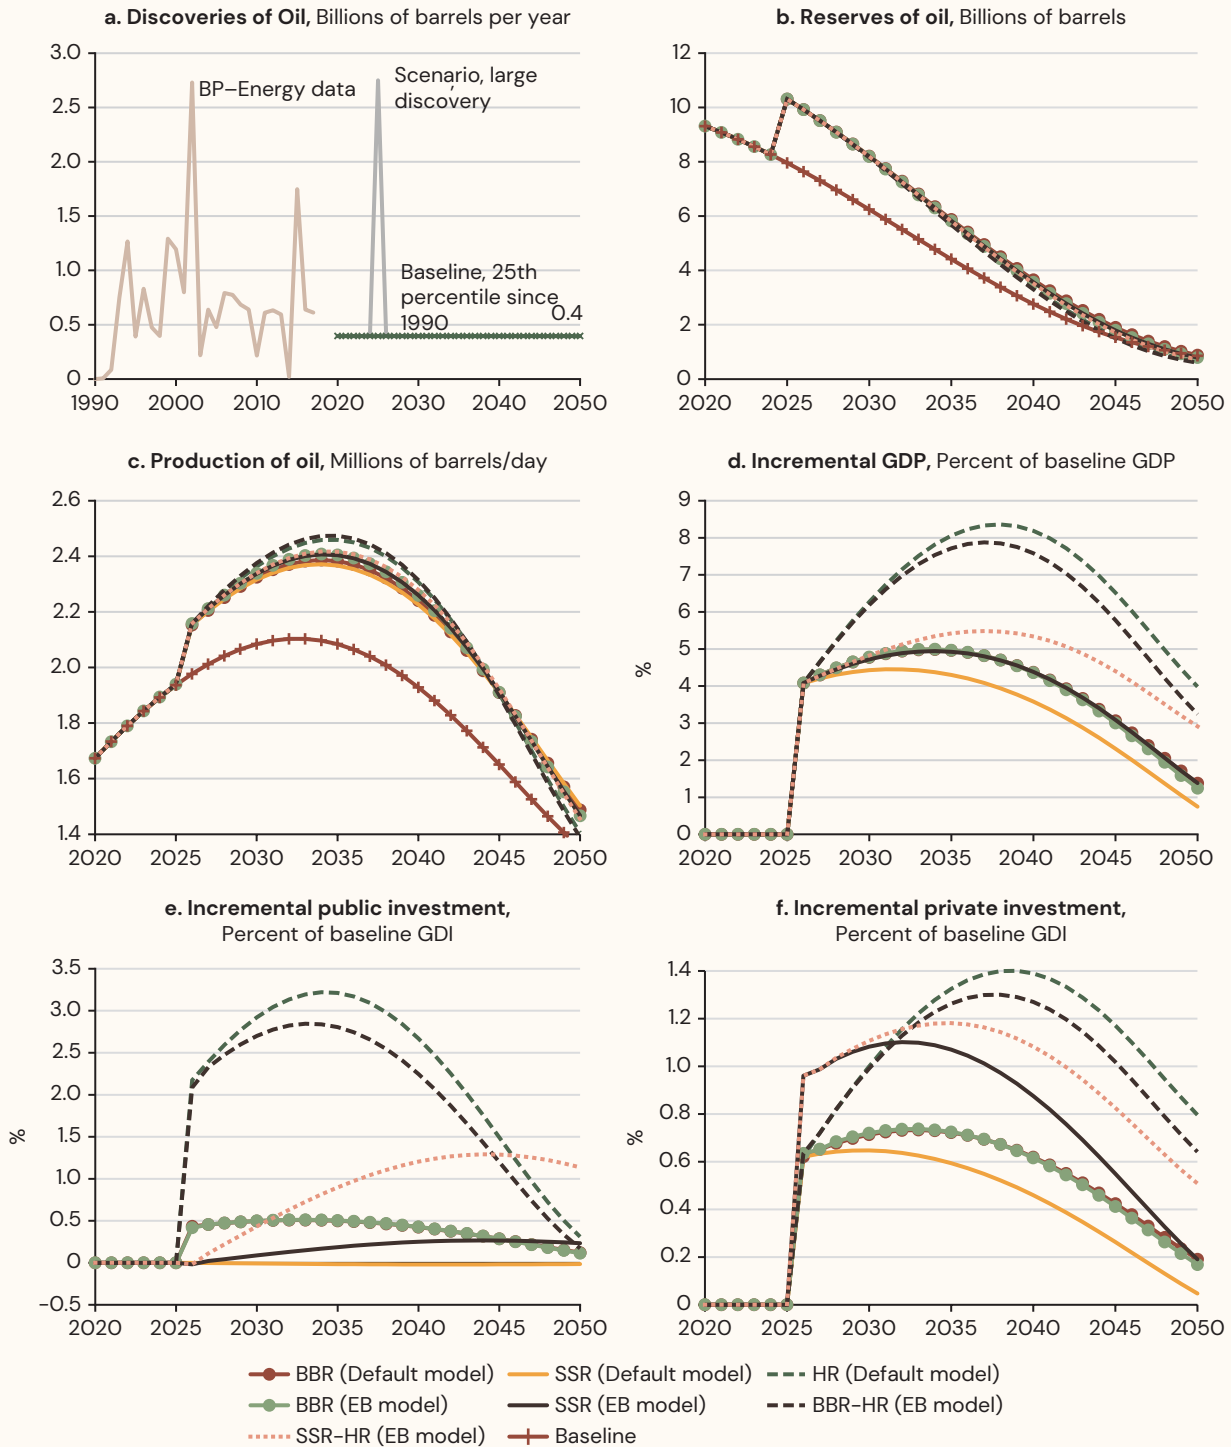 a. Discoveries of Oil, Billions of barrels per year
3.0
2.5
2.0
1.5
1.0
0.5
0
BP–Energy data
Scenario, large
discovery
Baseline, 25th
percentile since
1990
0.4
1990 2000 2010 2020 2030 2040 2050
b. Reserves of oil, Billions of barrels
12
10
8
6
4
2
0
2020 2025 2030 2035 2040 2045 2050
c. Production of oil, Millions of barrels/day
2.6
2.4
2.2
2.0
1.8
1.6
1.4
2020 2025 2030 2035 2040 2045 2050
d. Incremental GDP, Percent of baseline GDP
%
9
8
7
6
5
4
3
2
1
0
2020 2025 2030 2035 2040 2045 2050
e. Incremental public investment,
Percent of baseline GDI
%
3.5
3.0
2.5
2.0
1.5
1.0
0.5
0
–0.5
2020 2025 2030 2035 2040 2045 2050
f. Incremental private investment,
Percent of baseline GDI
%
1.4
1.2
1.0
0.8
0.6
0.4
0.2
0
2020 2025 2030 2035 2040 2045 2050
BBR (Default model) SSR (Default model) HR (Default model)
BBR (EB model) SSR (EB model) BBR–HR (EB model)
SSR–HR (EB model) Baseline